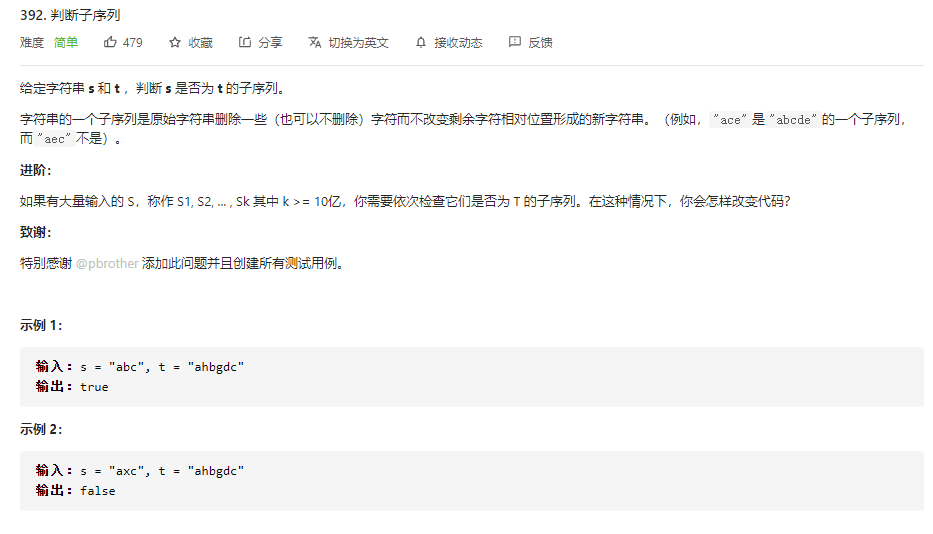 392. 判断子序列
难度 简单 479 收藏 分享 切换为英文 接收动态 反馈
给定字符串 s 和 t ，判断 s 是否为 t 的子序列。
字符串的一个子序列是原始字符串删除一些（也可以不删除）字符而不改变剩余字符相对位置形成的新字符串。（例如，"ace"是"abcde"的一个子序列，
而"aec"不是）。
进阶：
如果有大量输入的 S，称作 S1, S2, ... , Sk 其中 k >= 10亿，你需要依次检查它们是否为 T 的子序列。在这种情况下，你会怎样改变代码？
致谢：
特别感谢 @pbrother 添加此问题并且创建所有测试用例。
示例 1：
输入：s = "abc", t = "ahbgdc"
输出：true
示例 2：
输入：s = "axc", t = "ahbgdc"
输出：false